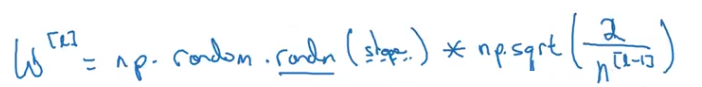 W^[l] = np.random.randn(shape) * np.sqrt(2/n^[l-1])